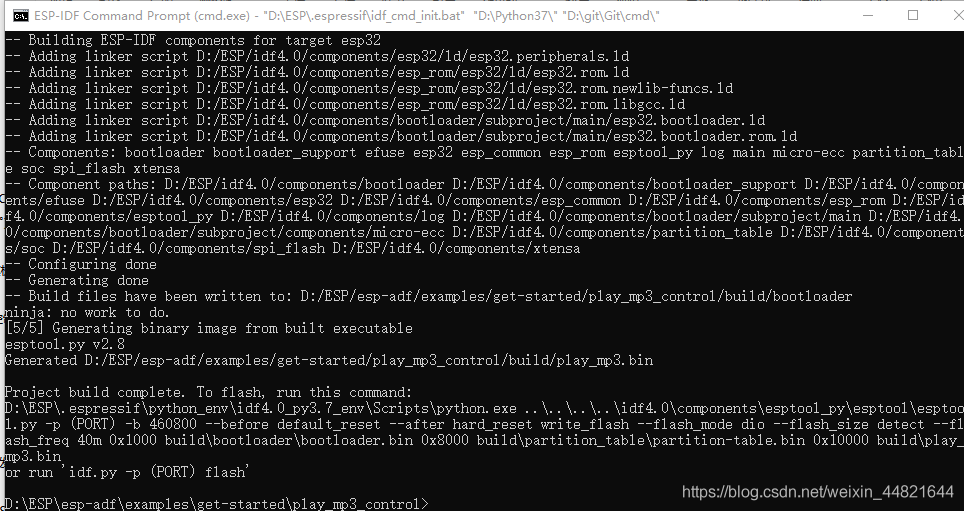 ESP-IDF Command Prompt (cmd.exe) - "D:\ESP\.espressif\idf_cmd_init.bat"  "D:\Python37\" "D:\git\Git\cmd\"
-- Building ESP-IDF components for target esp32
-- Adding linker script D:/ESP/idf4.0/components/esp32/ld/esp32.peripherals.ld
-- Adding linker script D:/ESP/idf4.0/components/esp_rom/esp32/ld/esp32.rom.ld
-- Adding linker script D:/ESP/idf4.0/components/esp_rom/esp32/ld/esp32.rom.newlib-funcs.ld
-- Adding linker script D:/ESP/idf4.0/components/esp_rom/esp32/ld/esp32.rom.libgcc.ld
-- Adding linker script D:/ESP/idf4.0/components/bootloader/subproject/main/esp32.bootloader.ld
-- Adding linker script D:/ESP/idf4.0/components/bootloader/subproject/main/esp32.bootloader.rom.ld
-- Components: bootloader bootloader_support efuse esp32 esp_common esp_rom esptool_py log main micro-ecc partition_tabl
e soc spi_flash xtensa
-- Component paths: D:/ESP/idf4.0/components/bootloader D:/ESP/idf4.0/components/bootloader_support D:/ESP/idf4.0/compon
ents/efuse D:/ESP/idf4.0/components/esp32 D:/ESP/idf4.0/components/esp_common D:/ESP/idf4.0/components/esp_rom D:/ESP/id
f4.0/components/esptool_py D:/ESP/idf4.0/components/log D:/ESP/idf4.0/components/bootloader/subproject/main D:/ESP/idf4.
0/components/bootloader/subproject/components/micro-ecc D:/ESP/idf4.0/components/partition_table D:/ESP/idf4.0/component
s/soc D:/ESP/idf4.0/components/spi_flash D:/ESP/idf4.0/components/xtensa
-- Configuring done
-- Generating done
-- Build files have been written to: D:/ESP/esp-adf/examples/get-started/play_mp3_control/build/bootloader
ninja: no work to do.
[5/5] Generating binary image from built executable
esptool.py v2.8
Generated D:/ESP/esp-adf/examples/get-started/play_mp3_control/build/play_mp3.bin
Project build complete. To flash, run this command:
D:\ESP\.espressif\python_env\idf4.0_py3.7_env\Scripts\python.exe ..\..\..\..\idf4.0\components\esptool_py\esptool\esptoo
l.py -p (PORT) -b 460800 --before default_reset --after hard_reset write_flash --flash_mode dio --flash_size detect --fl
ash_freq 40m 0x1000 build\bootloader\bootloader.bin 0x8000 build\partition_table\partition-table.bin 0x10000 build\play_
mp3.bin
or run 'idf.py -p (PORT) flash'
D:\ESP\esp-adf\examples\get-started\play_mp3_control>
https://blog.csdn.net/weixin_44821644